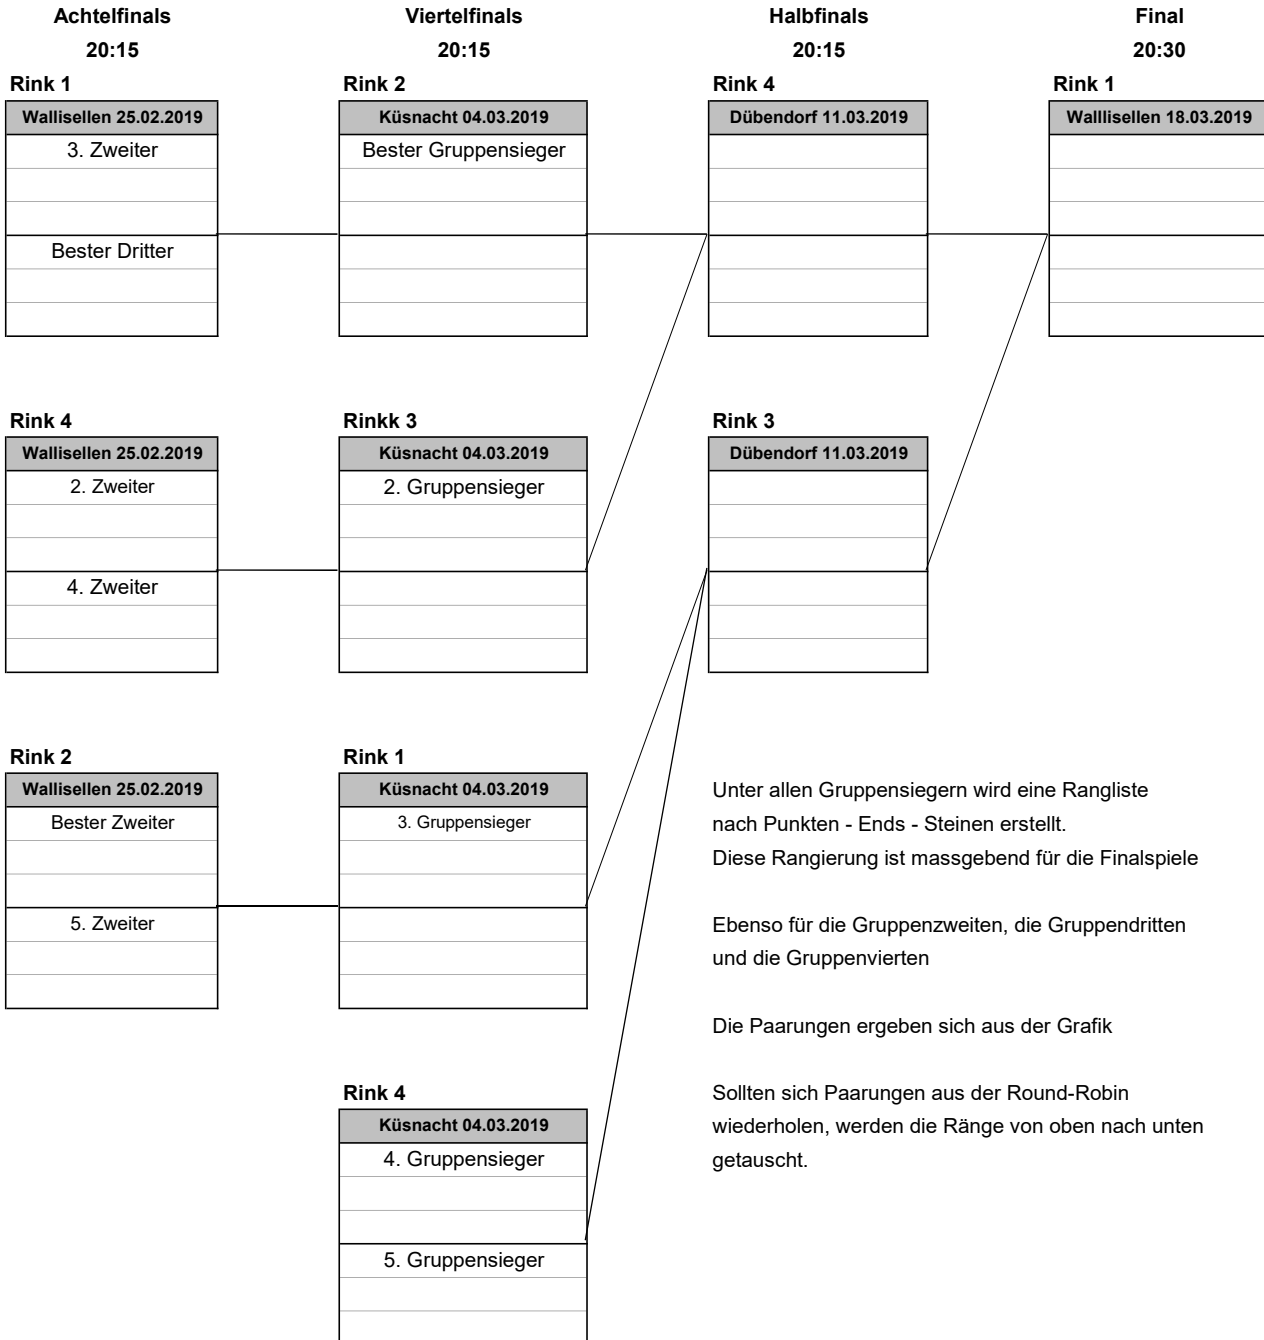 Achtelfinals
Viertelfinals
Halbfinals
Final
20:15
20:15
20:15
20:30
Rink 1
Rink 2
Rink 4
Rink 1
Wallisellen 25.02.2019
Küsnacht 04.03.2019
Dübendorf 11.03.2019
Walllisellen 18.03.2019
3. Zweiter
Bester Gruppensieger
Bester Dritter
Rink 4
Rinkk 3
Rink 3
Wallisellen 25.02.2019
Küsnacht 04.03.2019
Dübendorf 11.03.2019
2. Zweiter
2. Gruppensieger
4. Zweiter
Rink 2
Rink 1
Wallisellen 25.02.2019
Küsnacht 04.03.2019
Bester Zweiter
3. Gruppensieger
5. Zweiter
Unter allen Gruppensiegern wird eine Rangliste
nach Punkten - Ends - Steinen erstellt.
Diese Rangierung ist massgebend für die Finalspiele
Ebenso für die Gruppenzweiten, die Gruppendritten
und die Gruppenvierten
Die Paarungen ergeben sich aus der Grafik
Sollten sich Paarungen aus der Round-Robin
wiederholen, werden die Ränge von oben nach unten
getauscht.
Rink 4
Küsnacht 04.03.2019
4. Gruppensieger
5. Gruppensieger